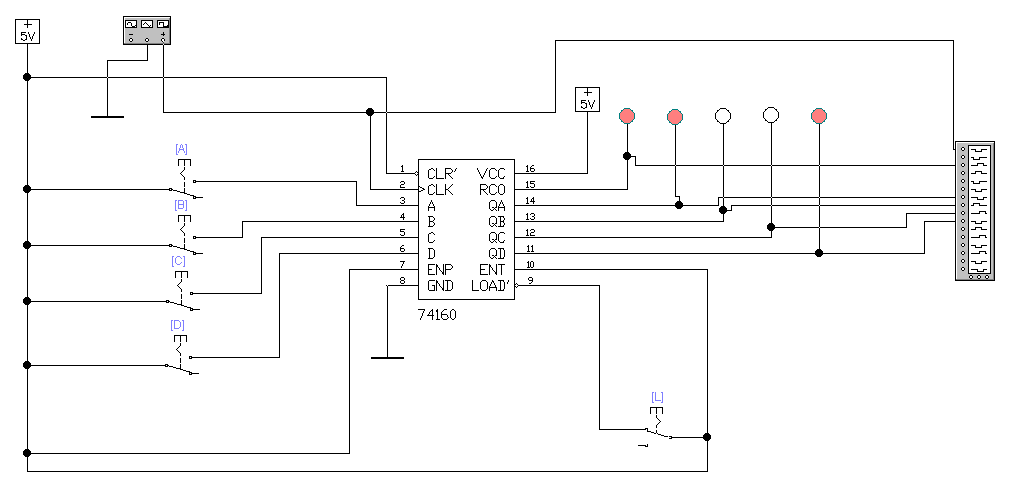 +
5V
- +
+
5V
[A]
[B]
[C]
[D]
1 CLR' VCC 16
2 CLK RCO 15
3 A QA 14
4 B QB 13
5 C QC 12
6 D QD 11
7 ENP ENT 10
8 GND LOAD' 9
74160
[L]